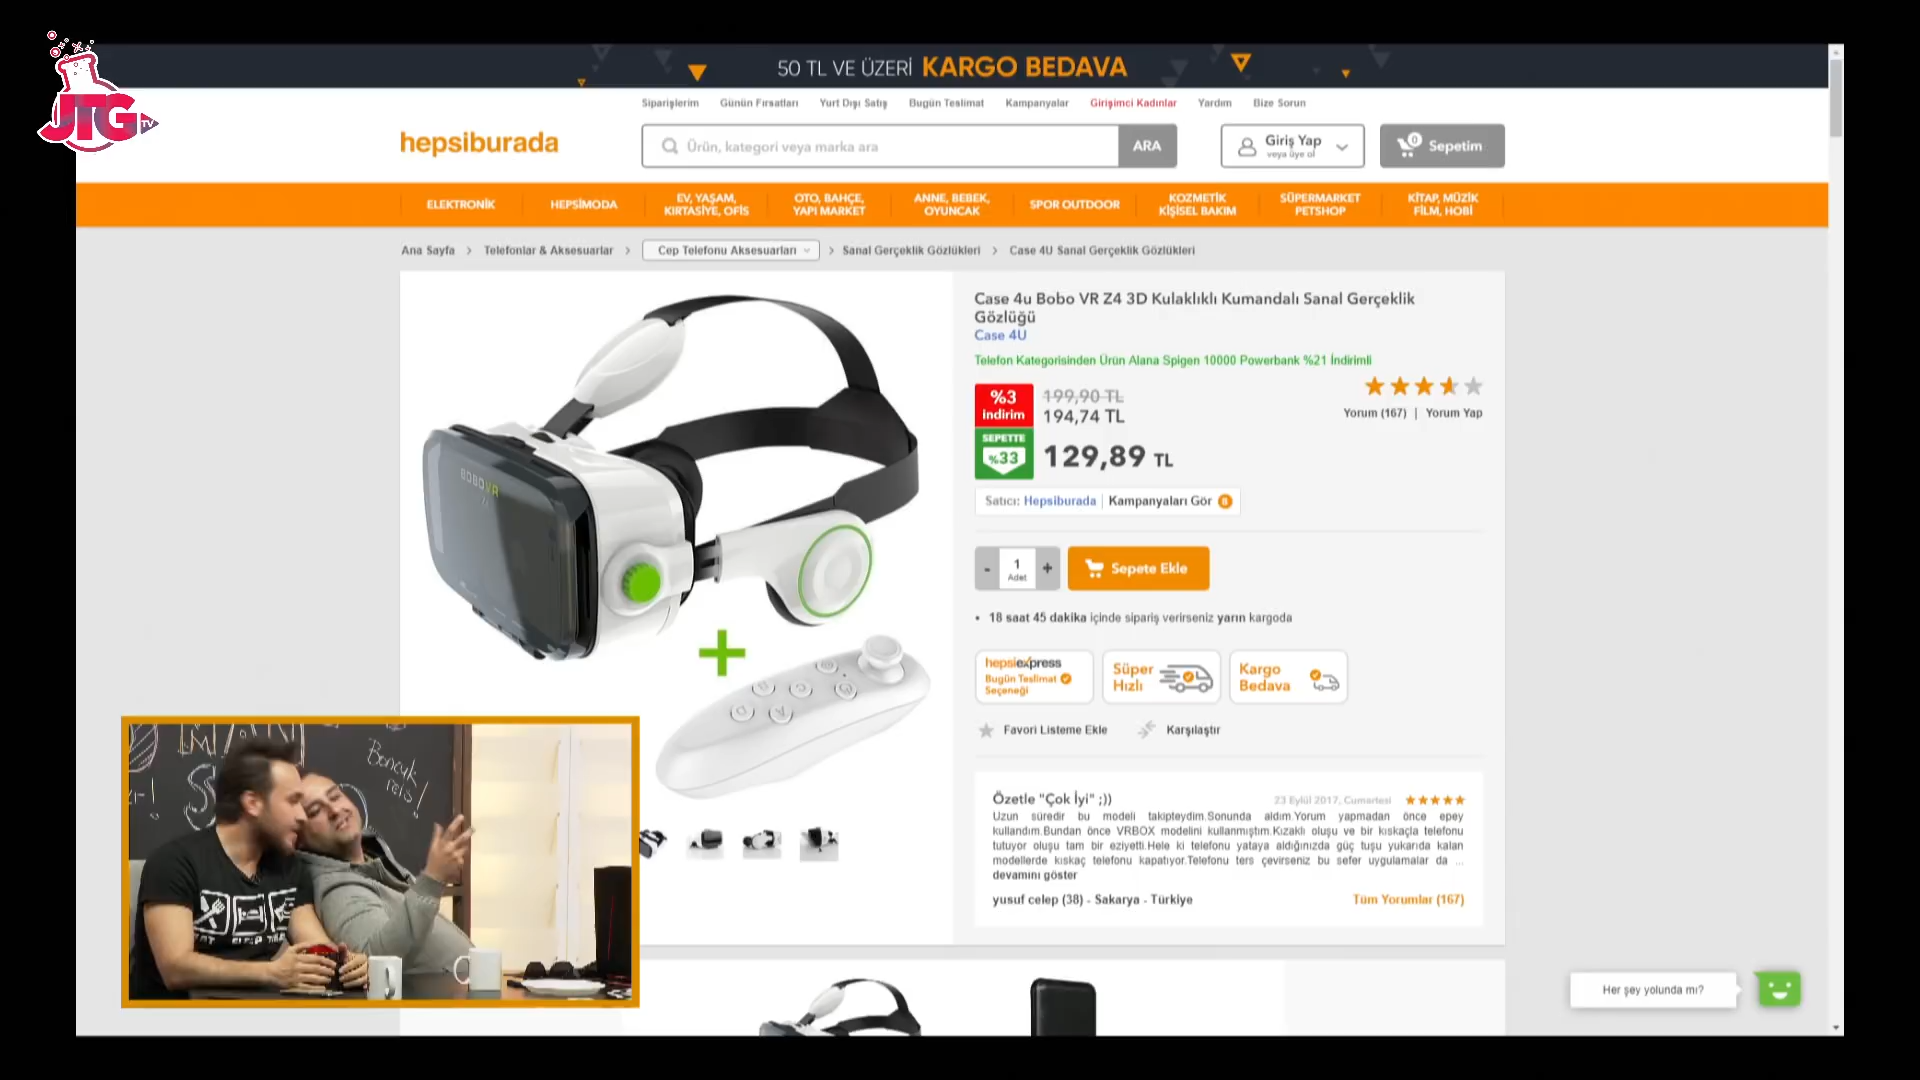 JTG TV
50 TL VE ÜZERİ KARGO BEDAVA
Siparişlerim Günün Fırsatları Yurt Dışı Satış Bugün Teslimat Kampanyalar Girişimci Kadınlar Yardım Bize Sorun
hepsiburada
Ürün, kategori veya marka ara
ARA
Giriş Yap
veya üye ol
0 Sepetim
ELEKTRONİK
HEPSİMODA
EV, YAŞAM,
KIRTASİYE, OFİS
OTO, BAHÇE,
YAPI MARKET
ANNE, BEBEK,
OYUNCAK
SPOR OUTDOOR
KOZMETİK
KİŞİSEL BAKIM
SÜPERMARKET
PETSHOP
KİTAP, MÜZİK
FİLM, HOBİ
Ana Sayfa > Telefonlar & Aksesuarlar > Cep Telefonu Aksesuarları > Sanal Gerçeklik Gözlükleri > Case 4U Sanal Gerçeklik Gözlükleri
Case 4u Bobo VR Z4 3D Kulaklıklı Kumandalı Sanal Gerçeklik
Gözlüğü
Case 4U
Telefon Kategorisinden Ürün Alana Spigen 10000 Powerbank %21 İndirimli
%3
indirim
199,90 TL
194,74 TL
Yorum (167) | Yorum Yap
SEPETTE
%33
129,89 TL
Satıcı: Hepsiburada | Kampanyaları Gör
- 1 +
Adet
Sepete Ekle
• 18 saat 45 dakika içinde sipariş verirseniz yarın kargoda
hepsiexpress
Bugün Teslimat
Seçeneği
Süper
Hızlı
Kargo
Bedava
Favori Listeme Ekle
Karşılaştır
Özetle "Çok İyi" ;))
23 Eylül 2017, Cumartesi
Uzun süredir bu modeli takipteydim.Sonunda aldım.Yorum yapmadan önce epey
kullandım.Bundan önce VRBOX modelini kullanmıştım.Kızaklı oluşu ve bir kıskaçla telefonu
tutuyor oluşu tam bir eziyetti.Hele ki telefonu yataya aldığınızda güç tuşu yukarıda kalan
modellerde kıskaç telefonu kapatıyor.Telefonu ters çevirseniz bu sefer uygulamalar da ...
devamını göster
yusuf celep (38) - Sakarya - Türkiye
Tüm Yorumlar (167)
BOBOVR
Z4
B C
D A
Boncuk
reis!
Her şey yolunda mı?